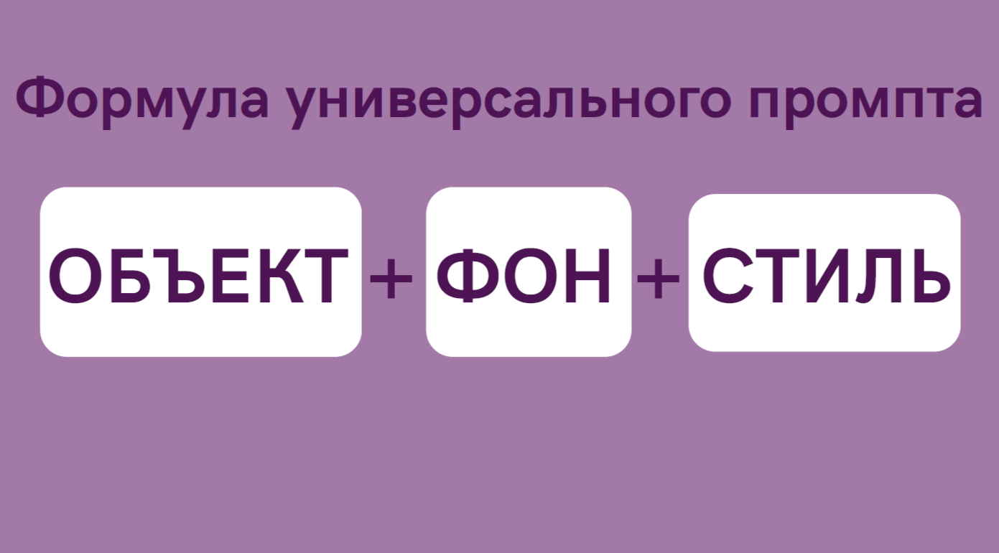 Формула универсального промпта
ОБЪЕКТ + ФОН + СТИЛЬ